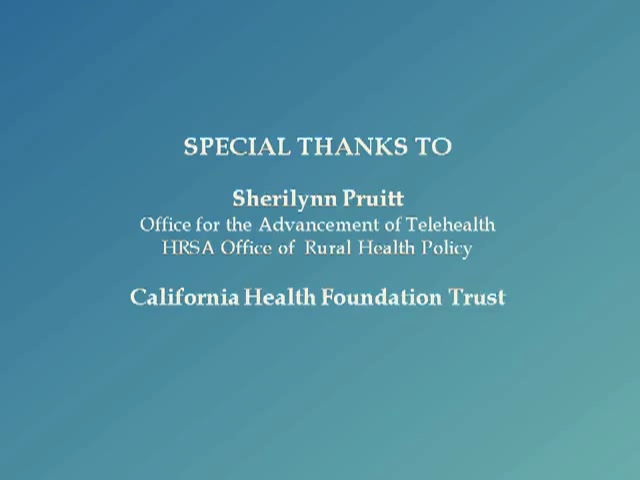 SPECIAL THANKS TO
Sherilynn Pruitt
Office for the Advancement of Telehealth
HRSA Office of Rural Health Policy
California Health Foundation Trust